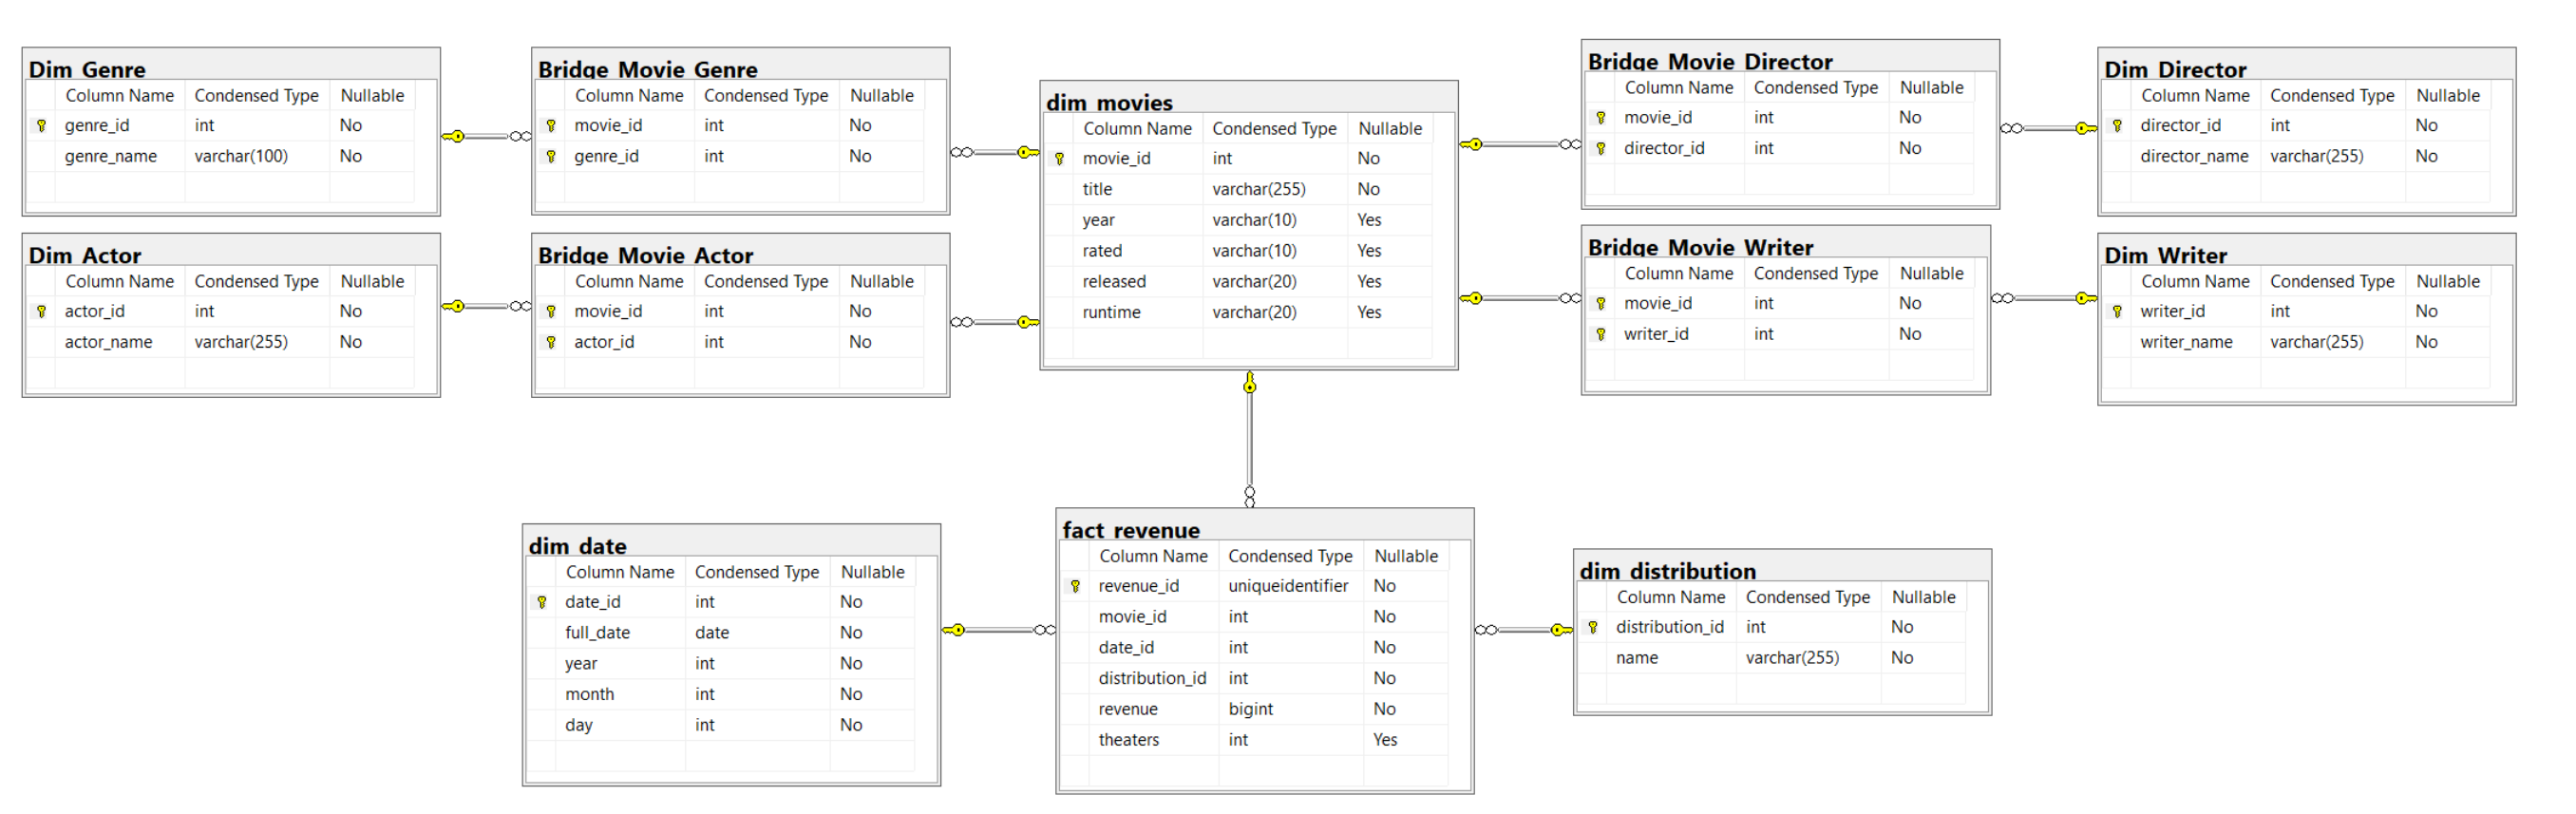 Dim_Genre
Column Name Condensed Type Nullable
genre_id int No
genre_name varchar(100) No
Bridge_Movie_Genre
Column Name Condensed Type Nullable
movie_id int No
genre_id int No
dim_movies
Column Name Condensed Type Nullable
movie_id int No
title varchar(255) No
year varchar(10) Yes
rated varchar(10) Yes
released varchar(20) Yes
runtime varchar(20) Yes
Bridge_Movie_Director
Column Name Condensed Type Nullable
movie_id int No
director_id int No
Dim_Director
Column Name Condensed Type Nullable
director_id int No
director_name varchar(255) No
Dim_Actor
Column Name Condensed Type Nullable
actor_id int No
actor_name varchar(255) No
Bridge_Movie_Actor
Column Name Condensed Type Nullable
movie_id int No
actor_id int No
Bridge_Movie_Writer
Column Name Condensed Type Nullable
movie_id int No
writer_id int No
Dim_Writer
Column Name Condensed Type Nullable
writer_id int No
writer_name varchar(255) No
dim_date
Column Name Condensed Type Nullable
date_id int No
full_date date No
year int No
month int No
day int No
fact_revenue
Column Name Condensed Type Nullable
revenue_id uniqueidentifier No
movie_id int No
date_id int No
distribution_id int No
revenue bigint No
theaters int Yes
dim_distribution
Column Name Condensed Type Nullable
distribution_id int No
name varchar(255) No